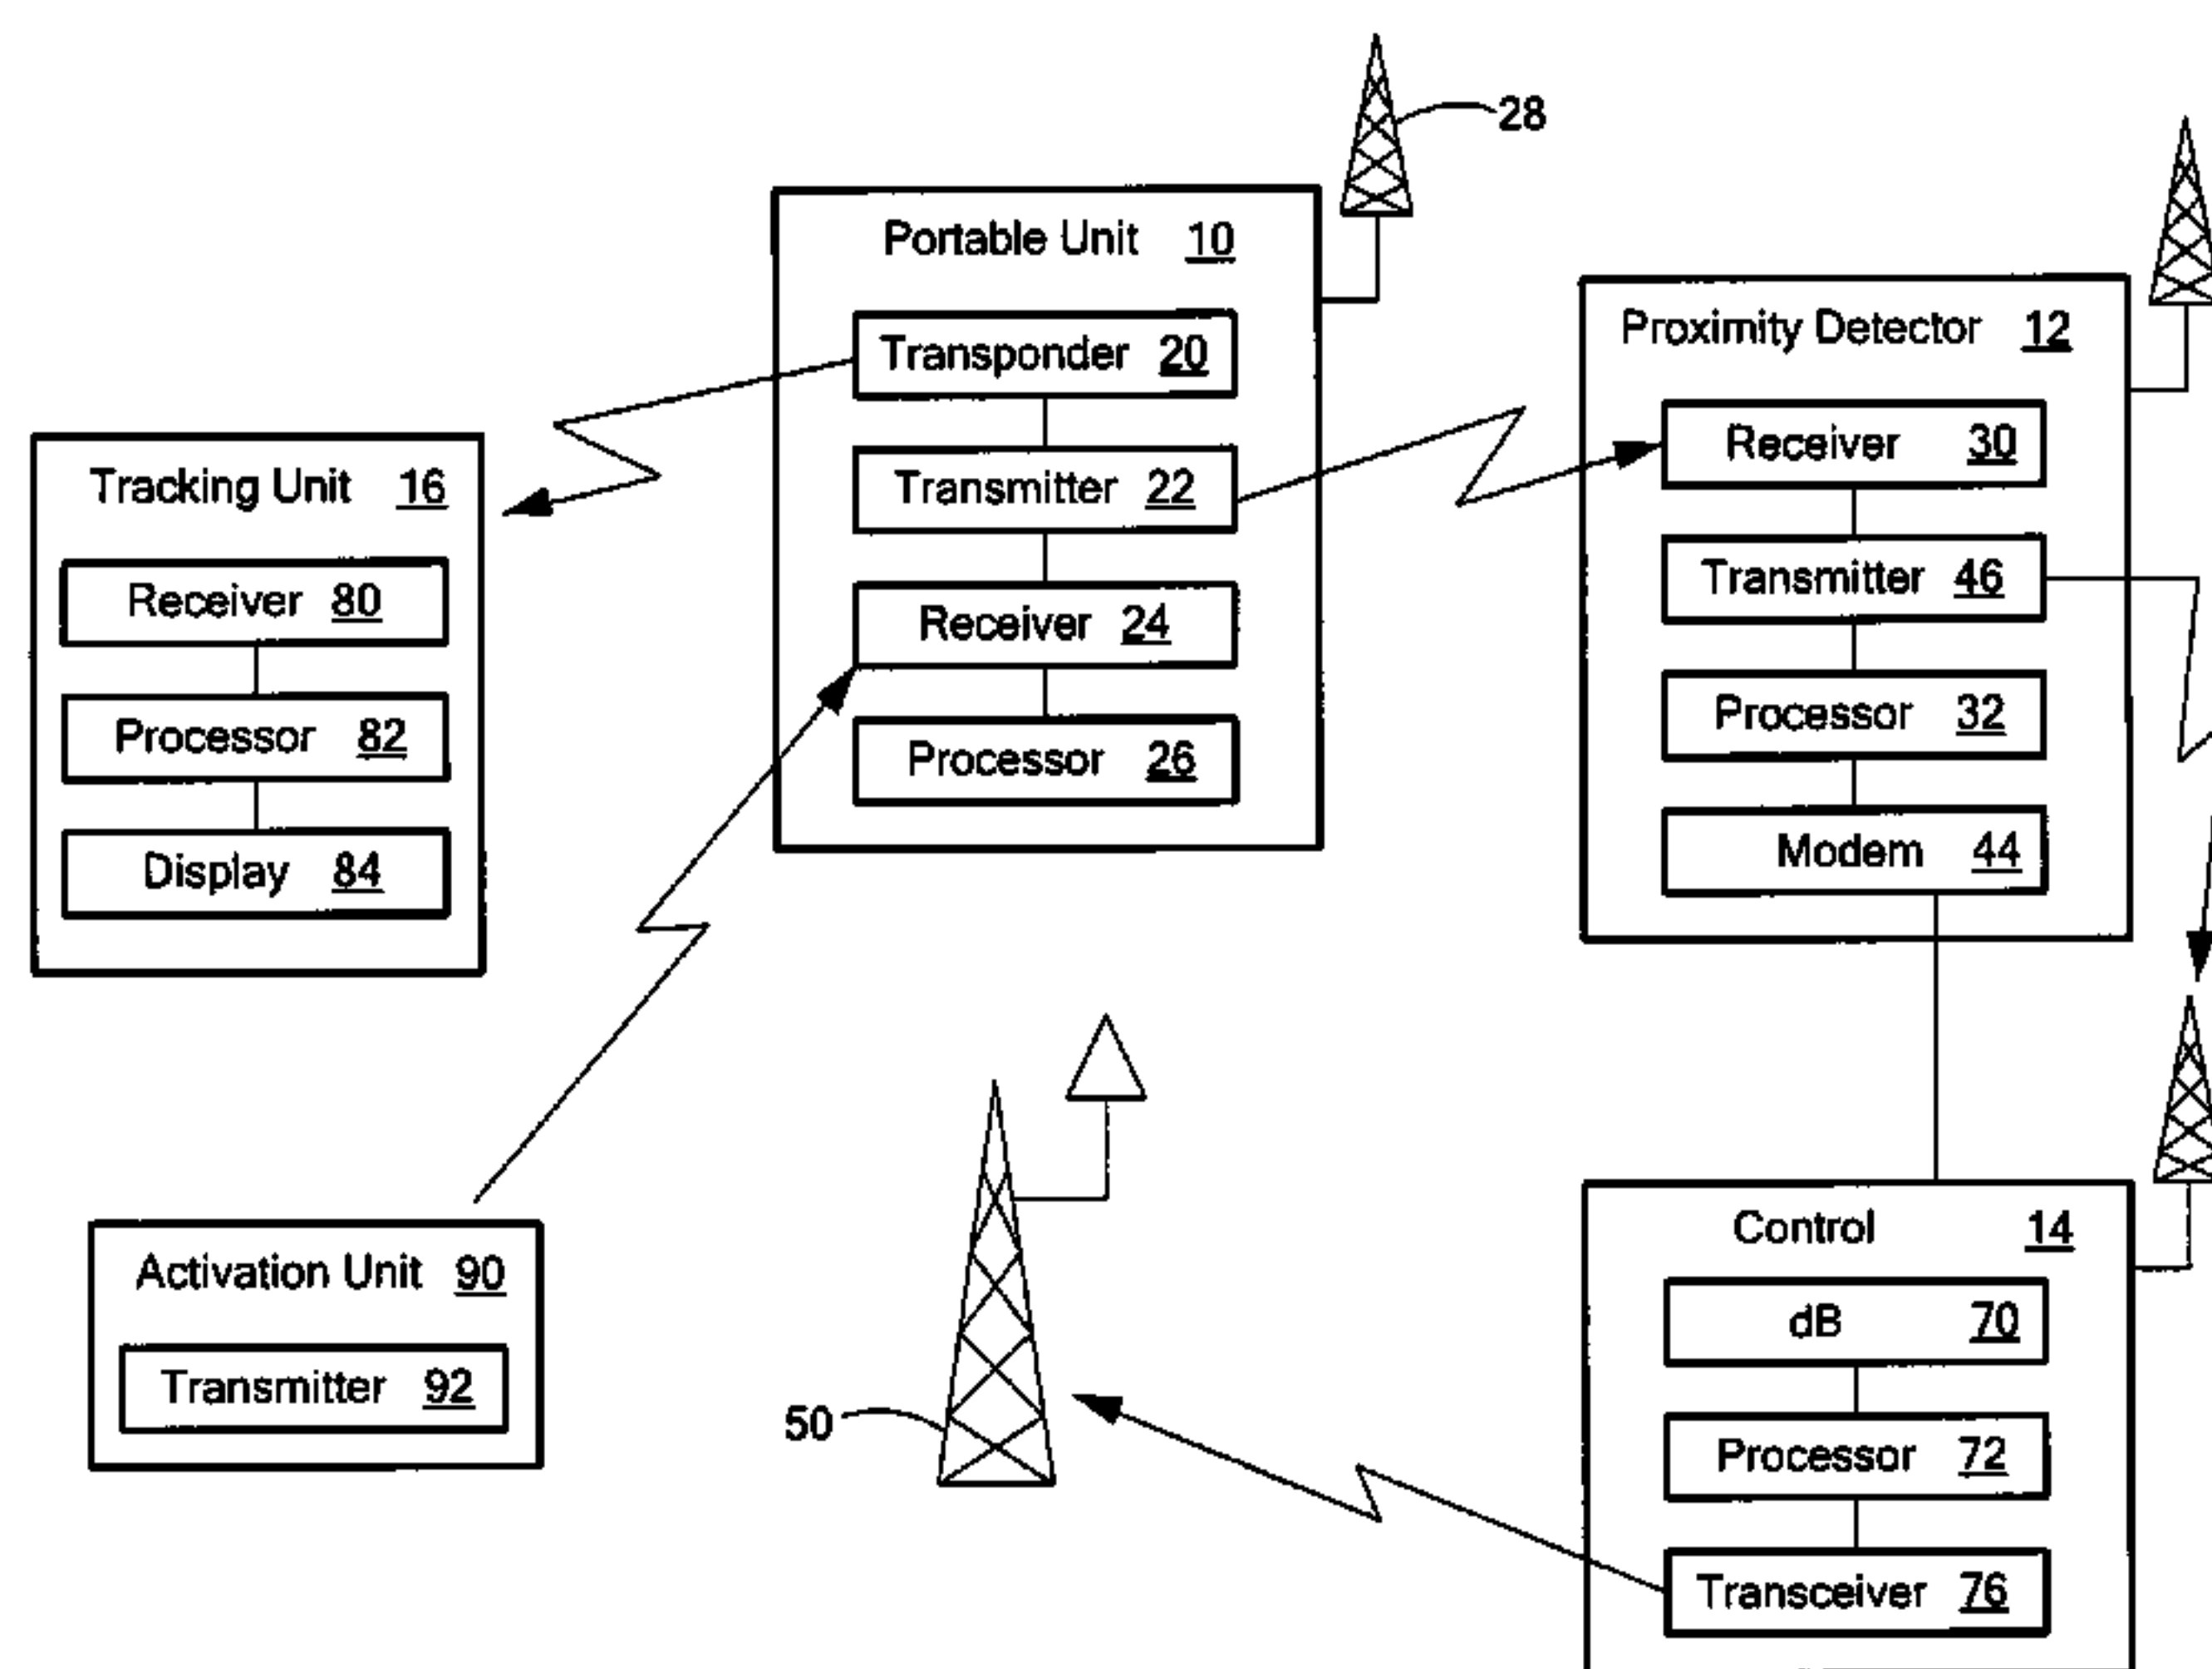 28
Portable Unit 10
Transponder 20
Transmitter 22
Receiver 24
Processor 26
Proximity Detector 12
Receiver 30
Transmitter 46
Processor 32
Modem 44
Tracking Unit 16
Receiver 80
Processor 82
Display 84
Activation Unit 90
Transmitter 92
50
Control 14
dB 70
Processor 72
Transceiver 76